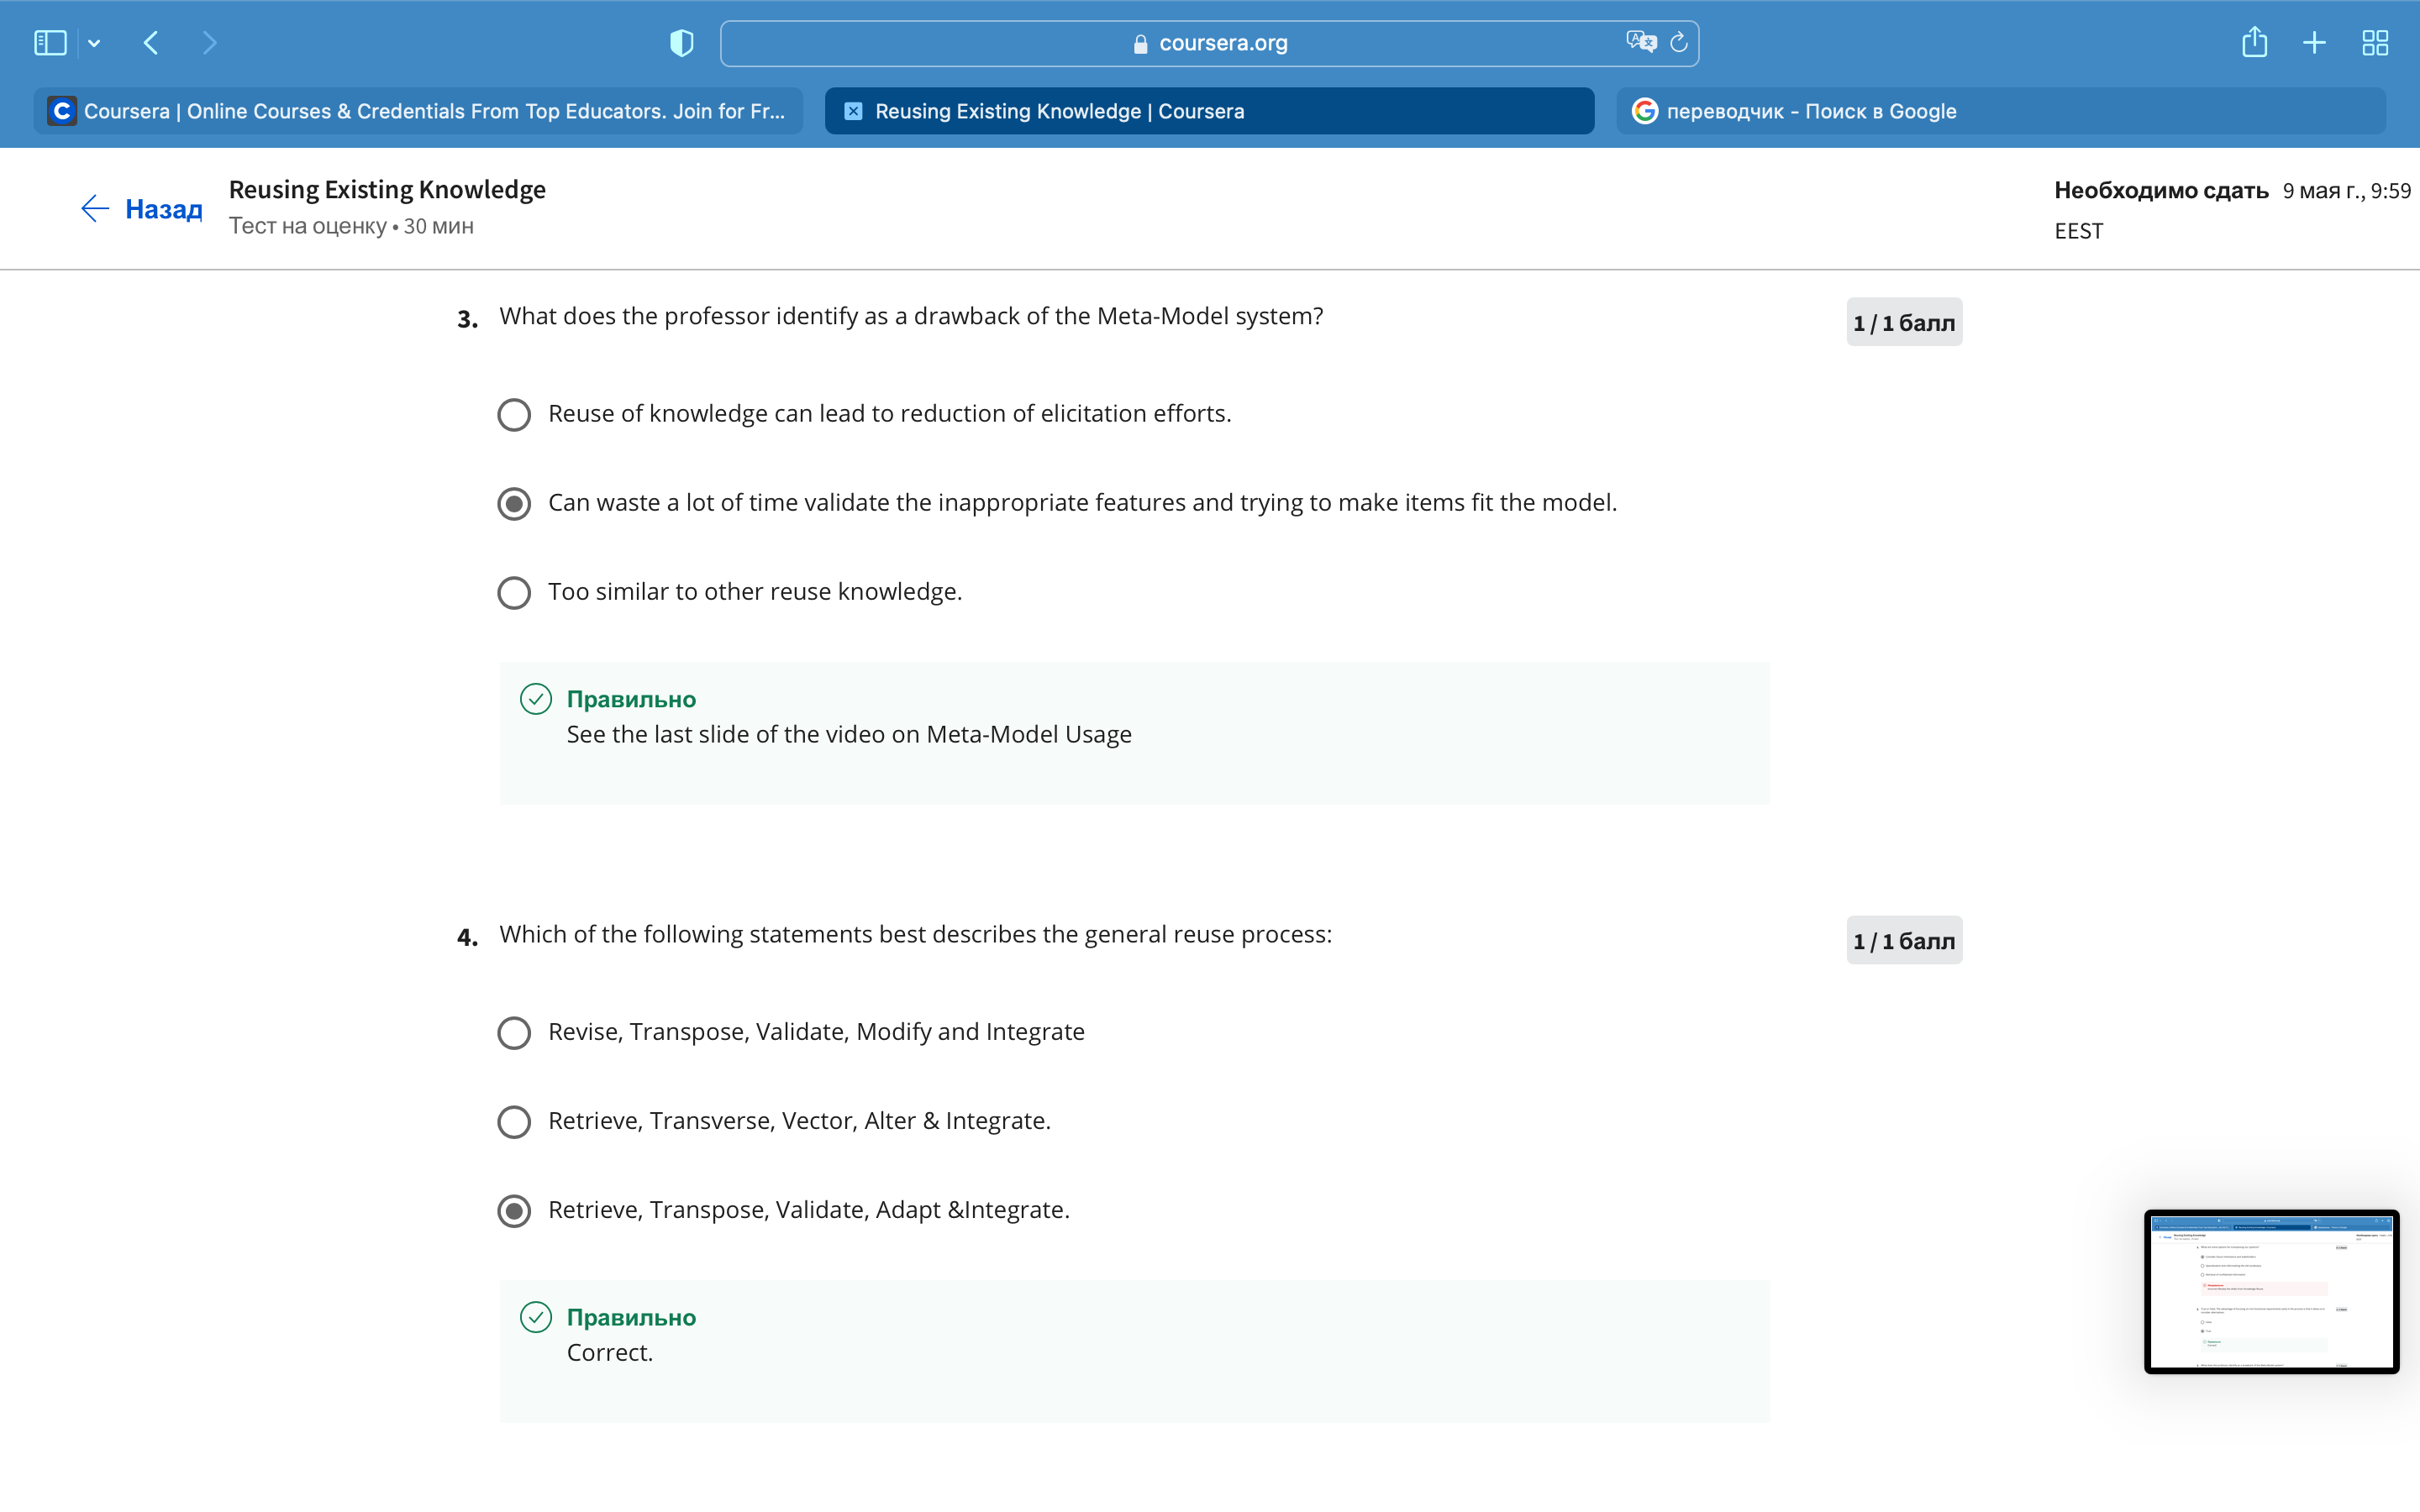 coursera.org
Coursera | Online Courses & Credentials From Top Educators. Join for Fr...
Reusing Existing Knowledge | Coursera
переводчик - Поиск в Google
Назад
Reusing Existing Knowledge
Тест на оценку • 30 мин
Необходимо сдать 9 мая г., 9:59
EEST
3. What does the professor identify as a drawback of the Meta-Model system?
1 / 1 балл
Reuse of knowledge can lead to reduction of elicitation efforts.
Can waste a lot of time validate the inappropriate features and trying to make items fit the model.
Too similar to other reuse knowledge.
Правильно
See the last slide of the video on Meta-Model Usage
4. Which of the following statements best describes the general reuse process:
1 / 1 балл
Revise, Transpose, Validate, Modify and Integrate
Retrieve, Transverse, Vector, Alter & Integrate.
Retrieve, Transpose, Validate, Adapt &Integrate.
Правильно
Correct.